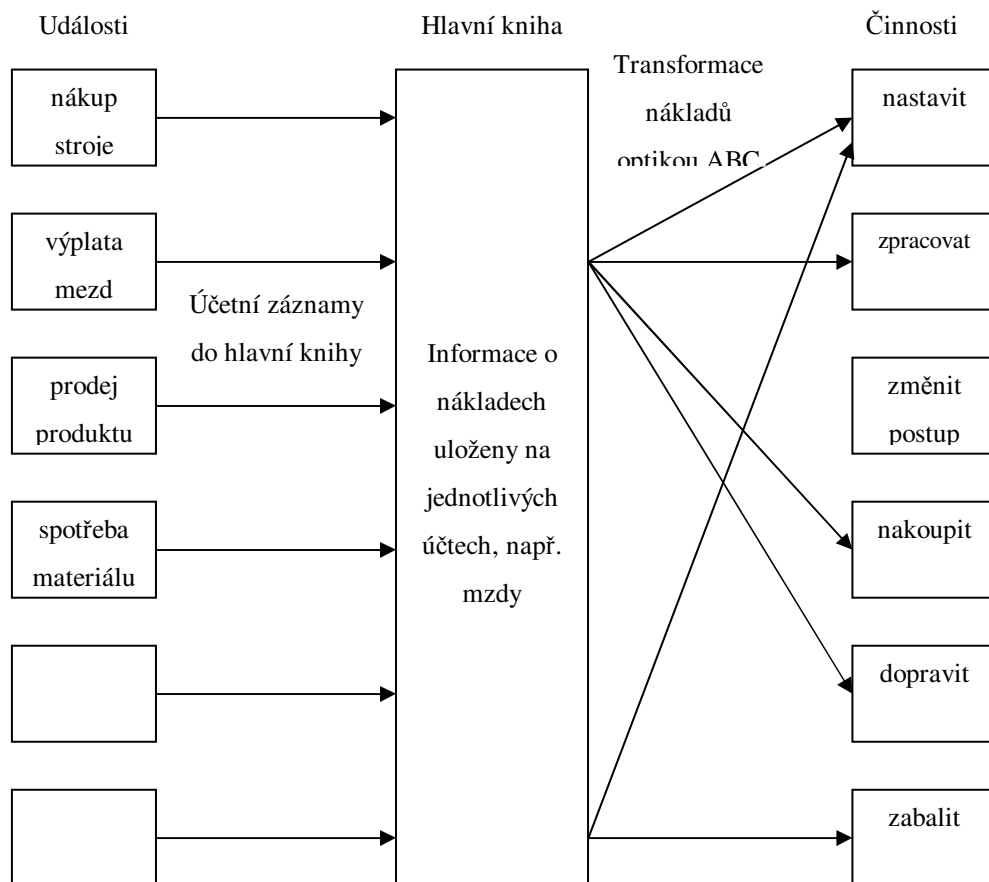 Události
Hlavní kniha
Činnosti
nákup
stroje
výplata
mezd
prodej
produktu
spotřeba
materiálu
Účetní záznamy
do hlavní knihy
Informace o
nákladech
uloženy na
jednotlivých
účtech, např.
mzdy
Transformace
nákladů
optikou ABC
nastavit
zpracovat
změnit
postup
nakoupit
dopravit
zabalit